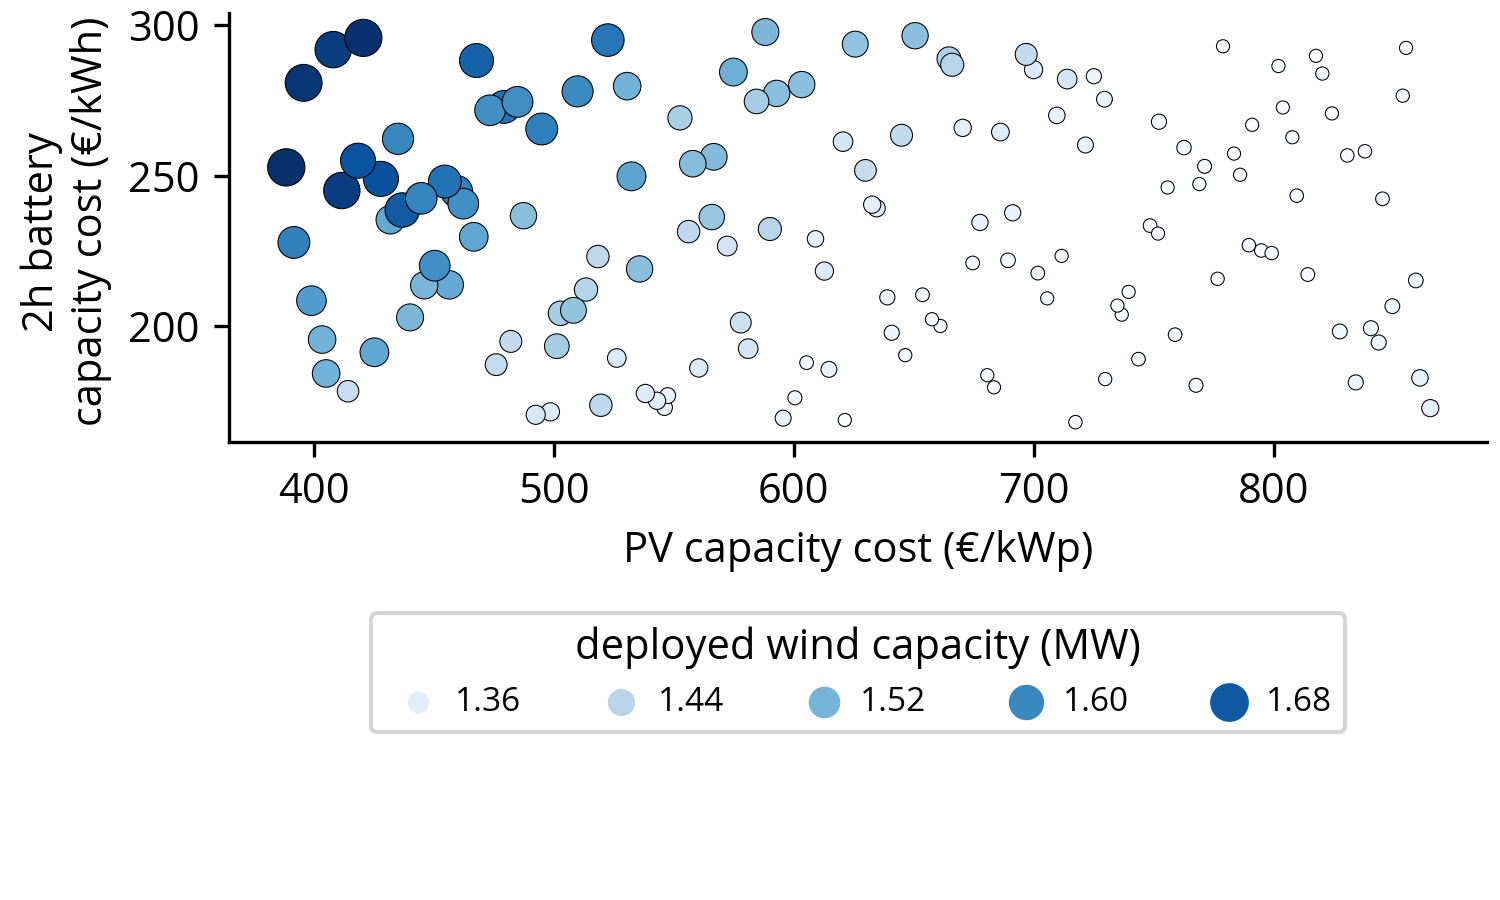 2h battery
capacity cost (€/kWh)
300
250
200
400 500 600 700 800
PV capacity cost (€/kWp)
deployed wind capacity (MW)
1.36 1.44 1.52 1.60 1.68